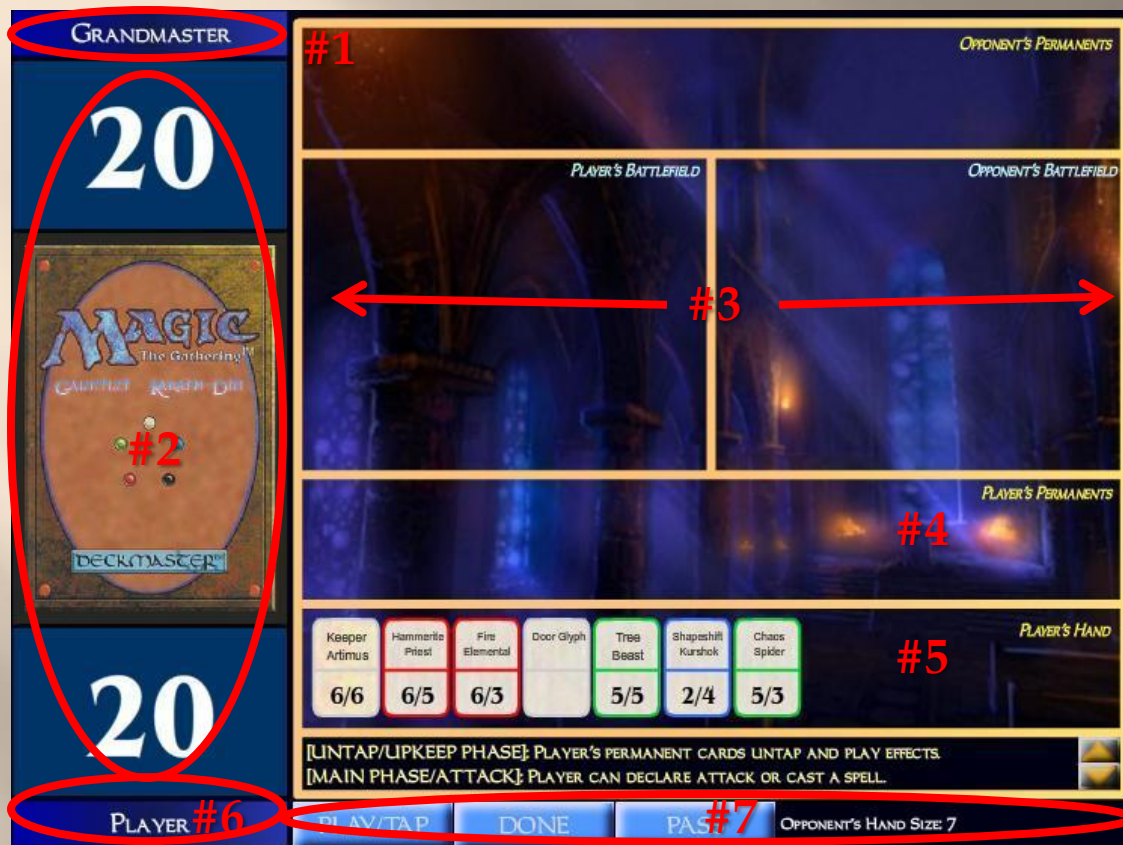 GRANDMASTER
20
MAGIC
The Gathering
DECKMASTER
#2
20
PLAYER #6
#1
OPPONENT'S PERMANENTS
PLAYER'S BATTLEFIELD
OPPONENT'S BATTLEFIELD
#3
PLAYER'S PERMANENTS
#4
PLAYER'S HAND
#5
Keeper Artimus
6/6
Hammerite Priest
6/5
Fire Elemental
6/3
Door Glyph
Tree Beast
5/5
Shapeshift Kurshok
2/4
Chaos Spider
5/3
[UNTAP/UPKEEP PHASE]: PLAYER'S PERMANENT CARDS UNTAP AND PLAY EFFECTS.
[MAIN PHASE/ATTACK]: PLAYER CAN DECLARE ATTACK OR CAST A SPELL.
PLAY/TAP
DONE
PAS
#7
OPPONENT'S HAND SIZE: 7